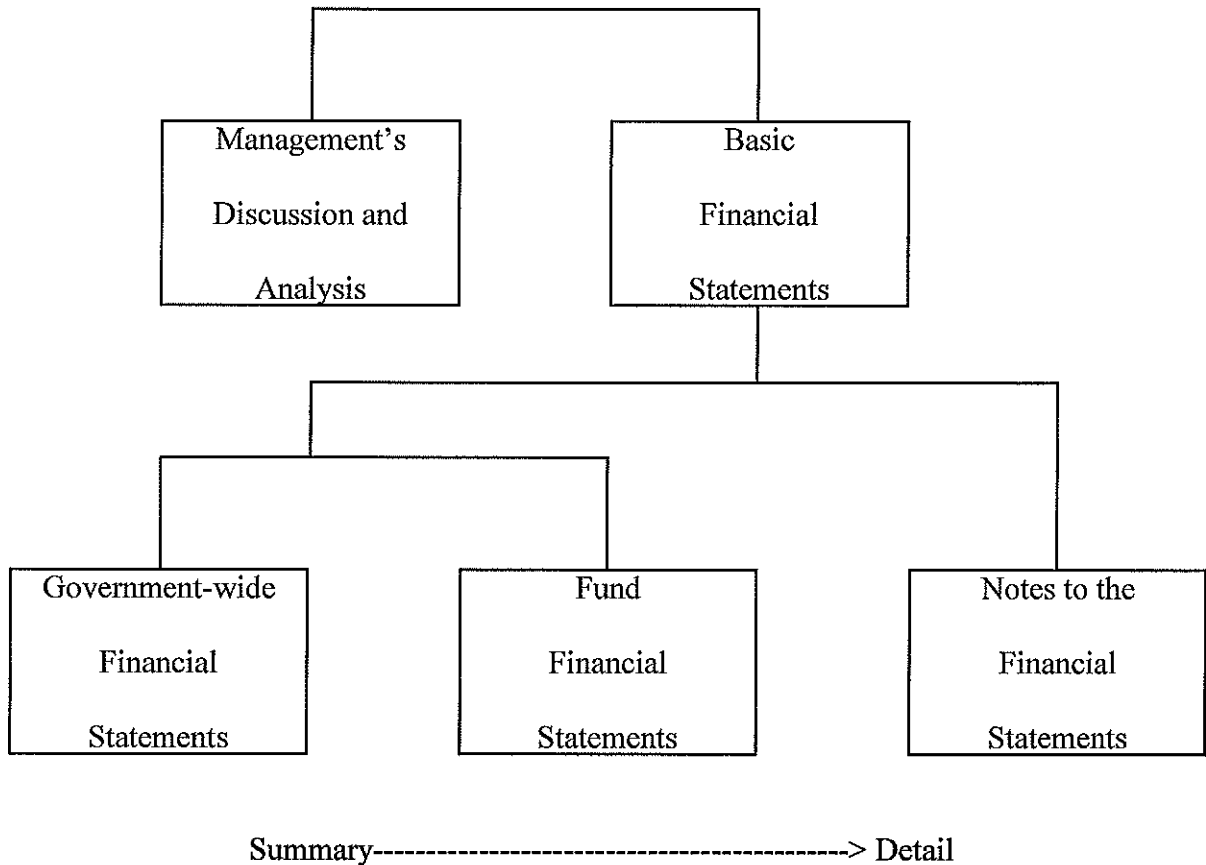 Management’s
Discussion and
Analysis
Basic
Financial
Statements
Government-wide
Financial
Statements
Fund
Financial
Statements
Notes to the
Financial
Statements
Summary--------------------------------------------> Detail